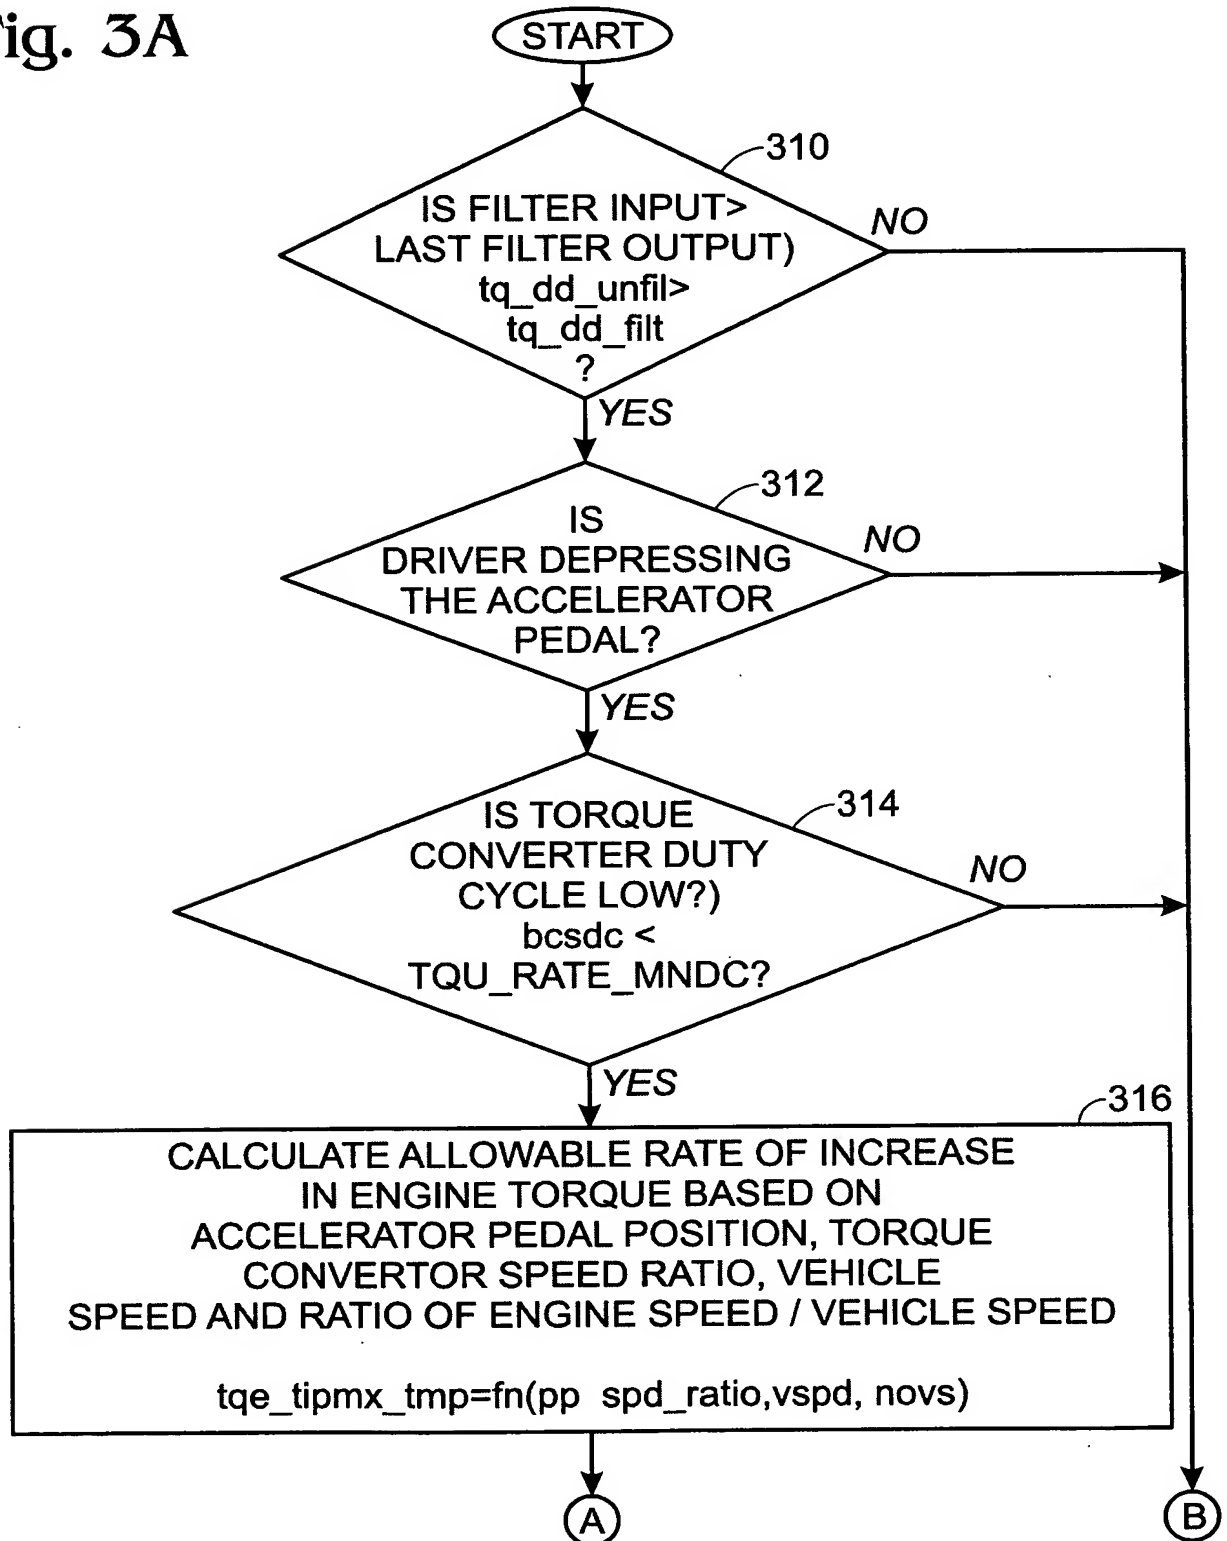 ig. 3A
START
310
IS FILTER INPUT>
LAST FILTER OUTPUT)
tq_dd_unfil>
tq_dd_filt
?
NO
YES
312
IS
DRIVER DEPRESSING
THE ACCELERATOR
PEDAL?
NO
YES
314
IS TORQUE
CONVERTER DUTY
CYCLE LOW?)
bcsdc <
TQU_RATE_MNDC?
NO
YES
316
CALCULATE ALLOWABLE RATE OF INCREASE
IN ENGINE TORQUE BASED ON
ACCELERATOR PEDAL POSITION, TORQUE
CONVERTOR SPEED RATIO, VEHICLE
SPEED AND RATIO OF ENGINE SPEED / VEHICLE SPEED
tqe_tipmx_tmp=fn(pp spd_ratio,vspd, novs)
A
B